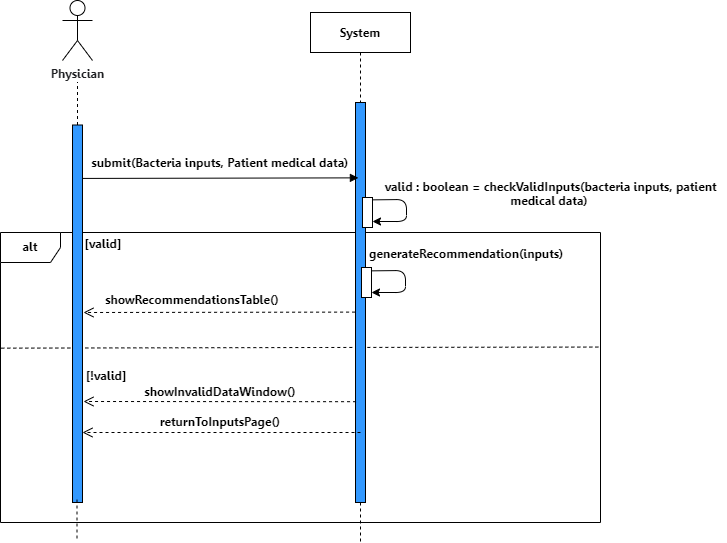 System
Physician
submit(Bacteria inputs, Patient medical data)
valid : boolean = checkValidInputs(bacteria inputs, patient
medical data)
alt
[valid]
generateRecommendation(inputs)
showRecommendationsTable()
[!valid]
showInvalidDataWindow()
returnToInputsPage()